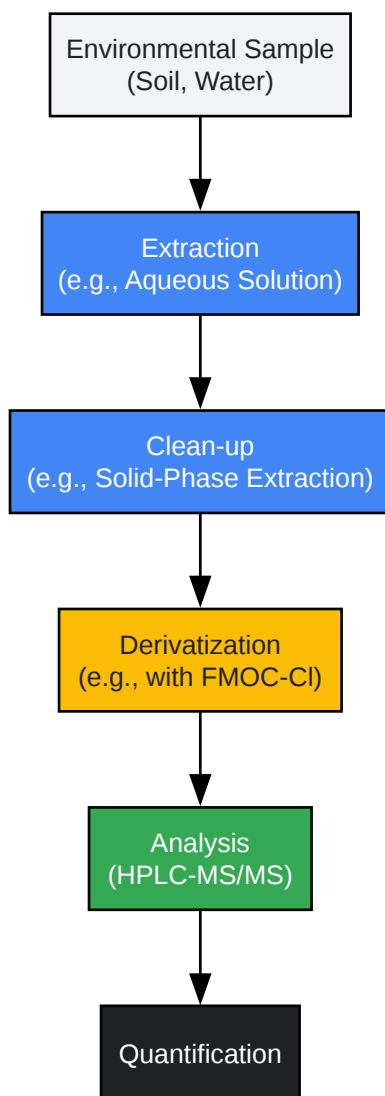 Environmental Sample
(Soil, Water)
Extraction
(e.g., Aqueous Solution)
Clean-up
(e.g., Solid-Phase Extraction)
Derivatization
(e.g., with FMOC-Cl)
Analysis
(HPLC-MS/MS)
Quantification